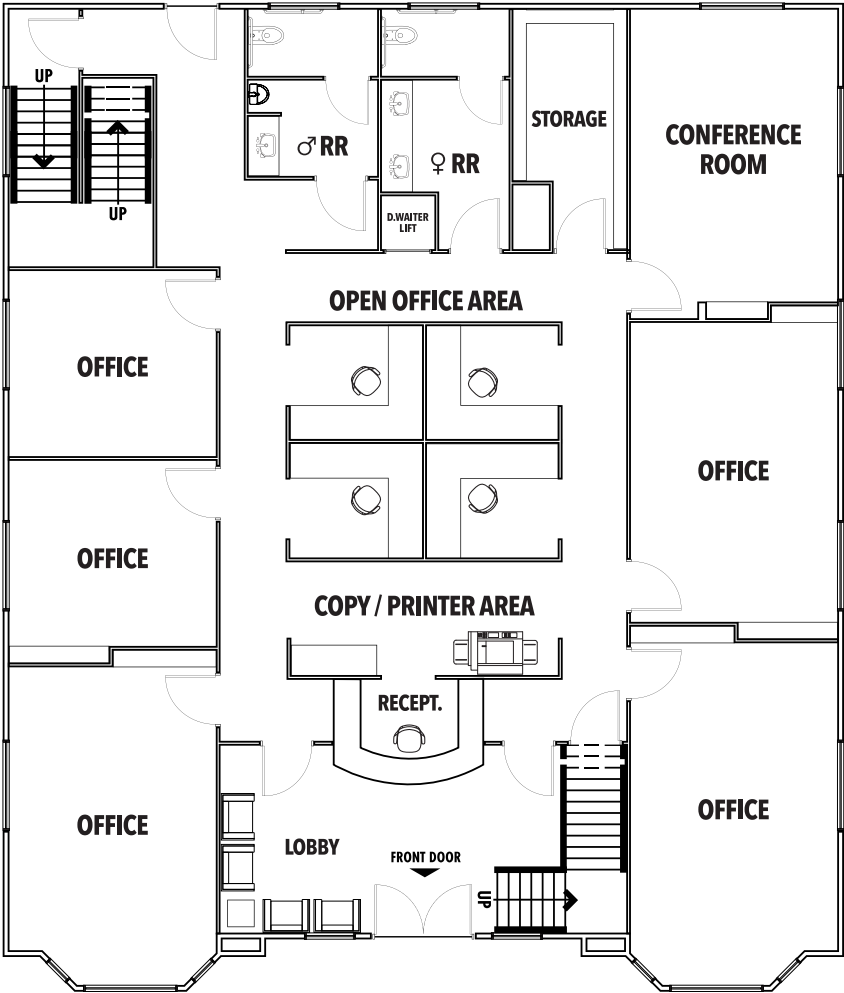 UP
UP
♂ RR
♀ RR
D.WAITER
LIFT
STORAGE
CONFERENCE
ROOM
OPEN OFFICE AREA
OFFICE
OFFICE
OFFICE
COPY / PRINTER AREA
RECEPT.
OFFICE
OFFICE
LOBBY
FRONT DOOR
UP